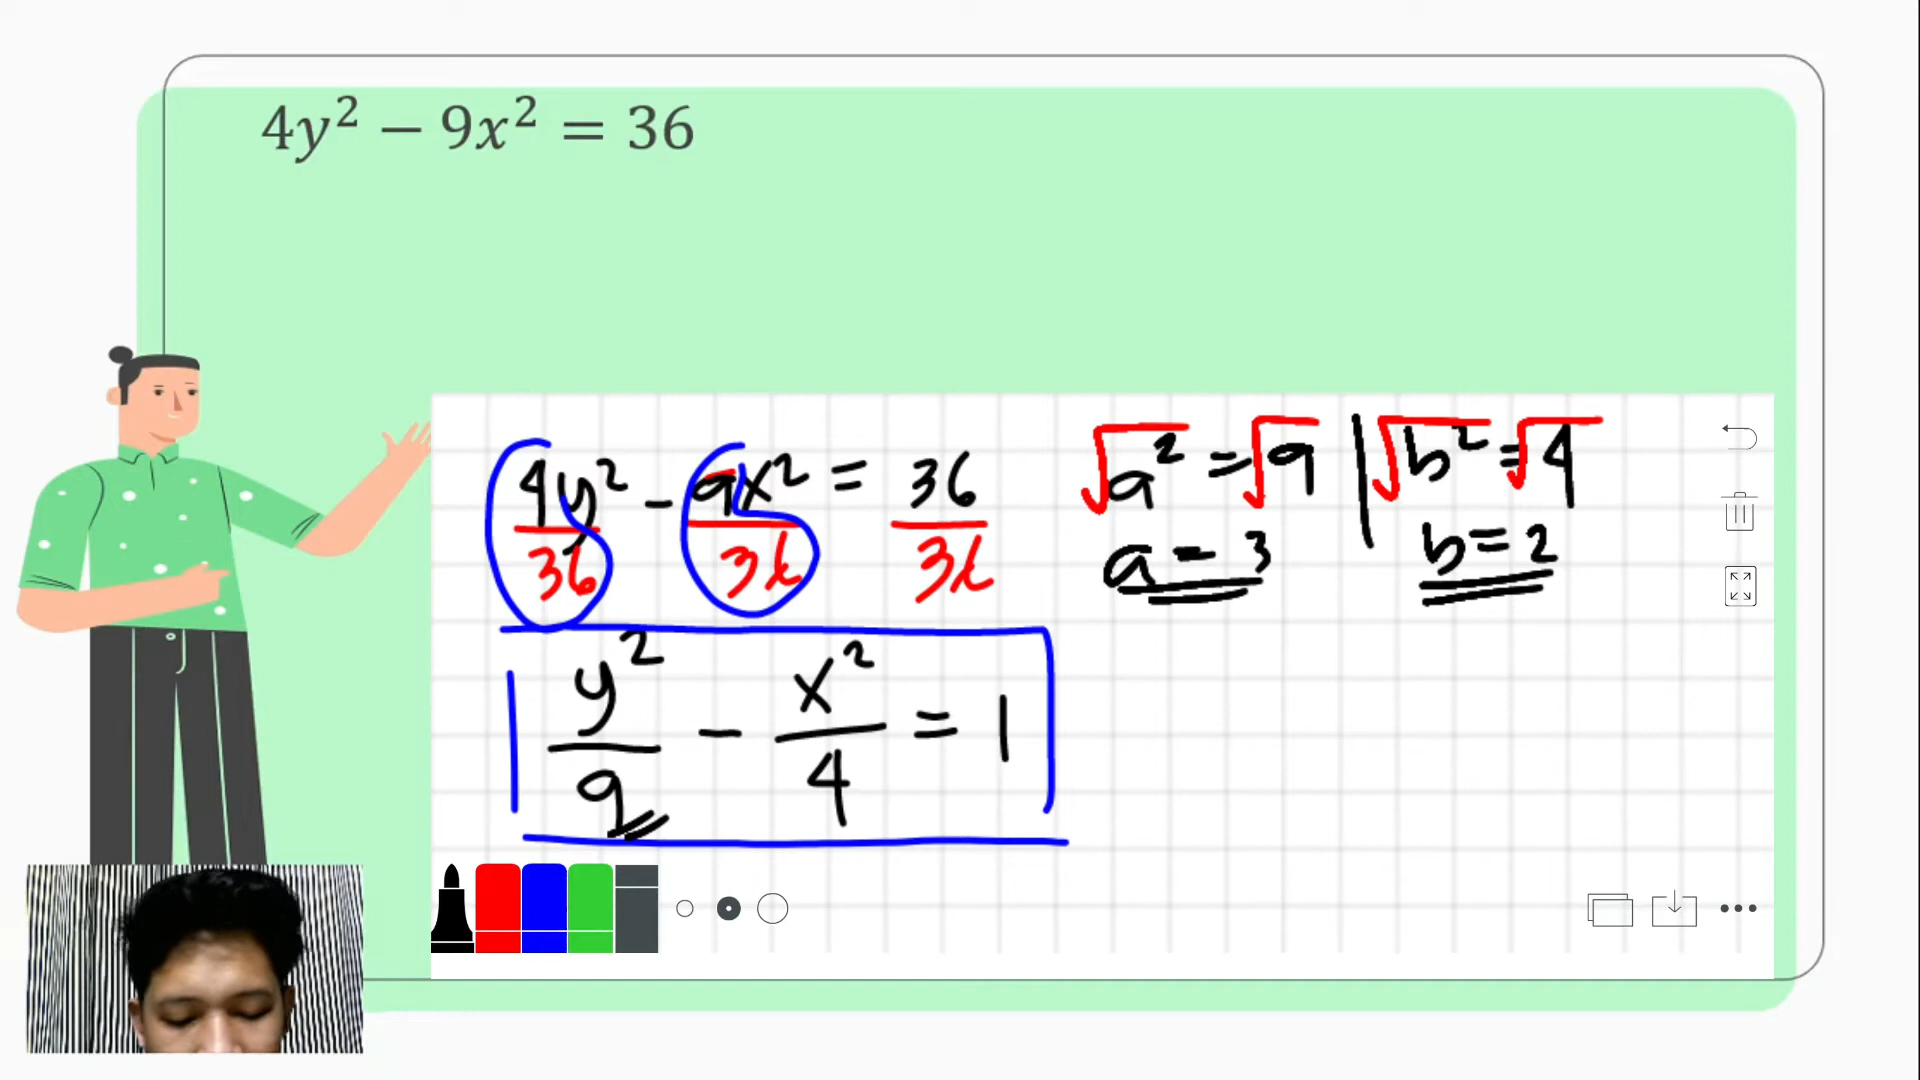 4y² − 9x² = 36
4y²/36 − 9x²/36 = 36/36
y²/9 − x²/4 = 1
√a² = √9 | √b² = √4
a = 3
b = 2